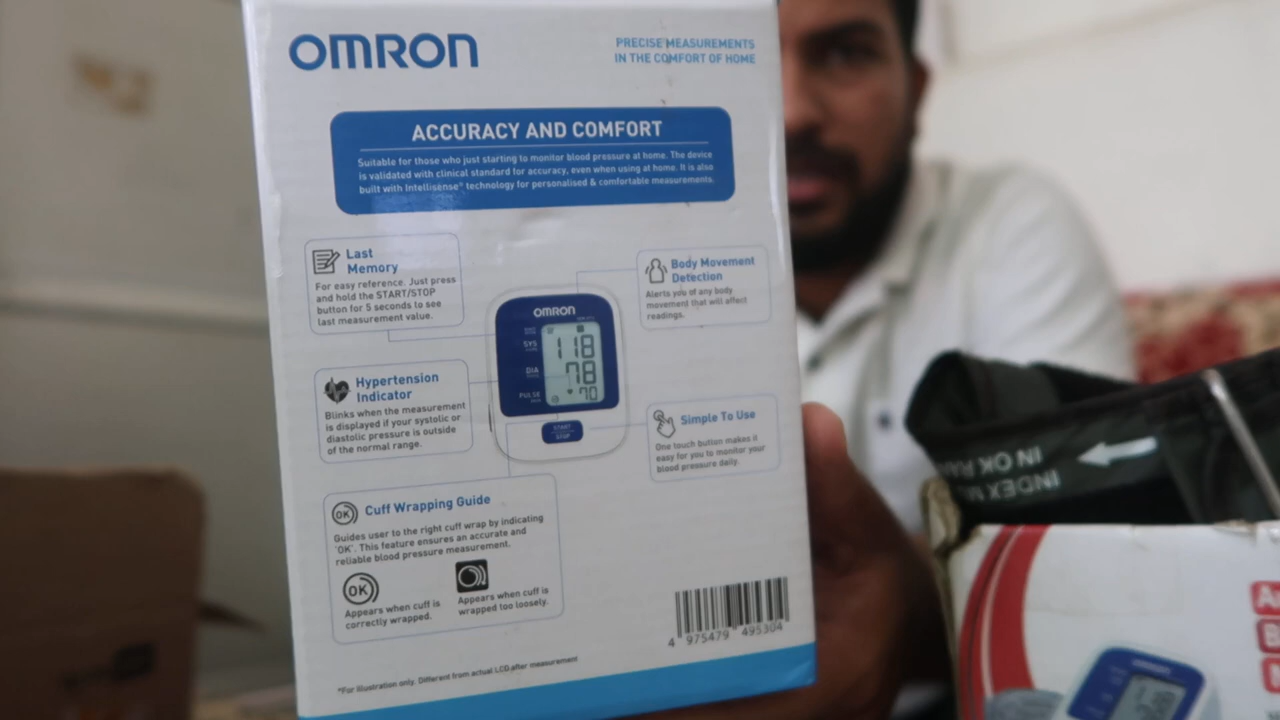 OMRON
PRECISE MEASUREMENTS
IN THE COMFORT OF HOME
ACCURACY AND COMFORT
Suitable for those who just starting to monitor blood pressure at home. The device
is validated with clinical standard for accuracy, even when using at home. It is also
built with Intellisense® technology for personalised & comfortable measurements.
Last
Memory
For easy reference. Just press
and hold the START/STOP
button for 5 seconds to see
last measurement value.
Body Movement
Detection
Alerts you of any body
movement that will affect
readings.
OMRON
SYS
118
DIA
78
PULSE
70
START
STOP
Hypertension
Indicator
Blinks when the measurement
is displayed if your systolic or
diastolic pressure is outside
of the normal range.
Simple To Use
One touch button makes it
easy for you to monitor your
blood pressure daily.
OK
Cuff Wrapping Guide
Guides user to the right cuff wrap by indicating
'OK'. This feature ensures an accurate and
reliable blood pressure measurement.
OK
Appears when cuff is
correctly wrapped.
Appears when cuff is
wrapped too loosely.
4 975479 495304
*For illustration only. Different from actual LCD after measurement
IN OK
INDEX